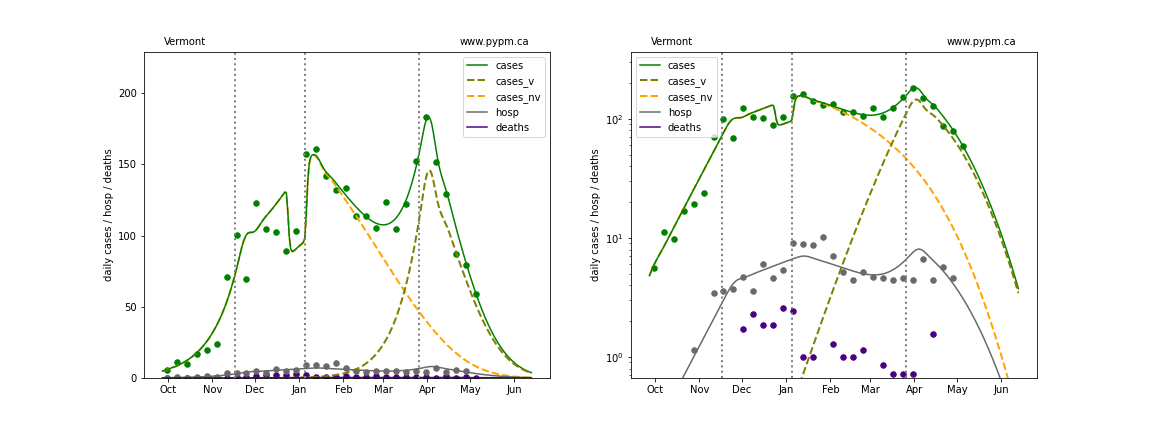 Vermont www.pypm.ca
daily cases / hosp / deaths
200
150
100
50
0
Oct Nov Dec Jan Feb Mar Apr May Jun
cases
cases_v
cases_nv
hosp
deaths
Vermont www.pypm.ca
daily cases / hosp / deaths
10²
10¹
10⁰
Oct Nov Dec Jan Feb Mar Apr May Jun
cases
cases_v
cases_nv
hosp
deaths